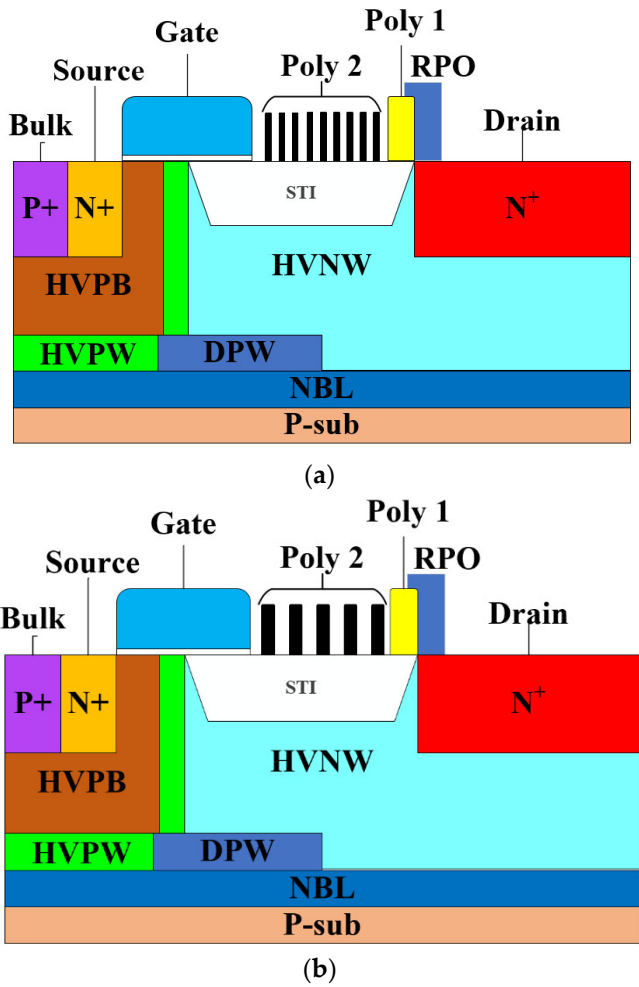 Gate
Poly 1
Source
Poly 2
RPO
Bulk
Drain
P+
N+
STI
N+
HVPB
HVNW
HVPW
DPW
NBL
P-sub
(a)
Gate
Poly 1
Source
Poly 2
RPO
Bulk
Drain
P+
N+
STI
N+
HVPB
HVNW
HVPW
DPW
NBL
P-sub
(b)